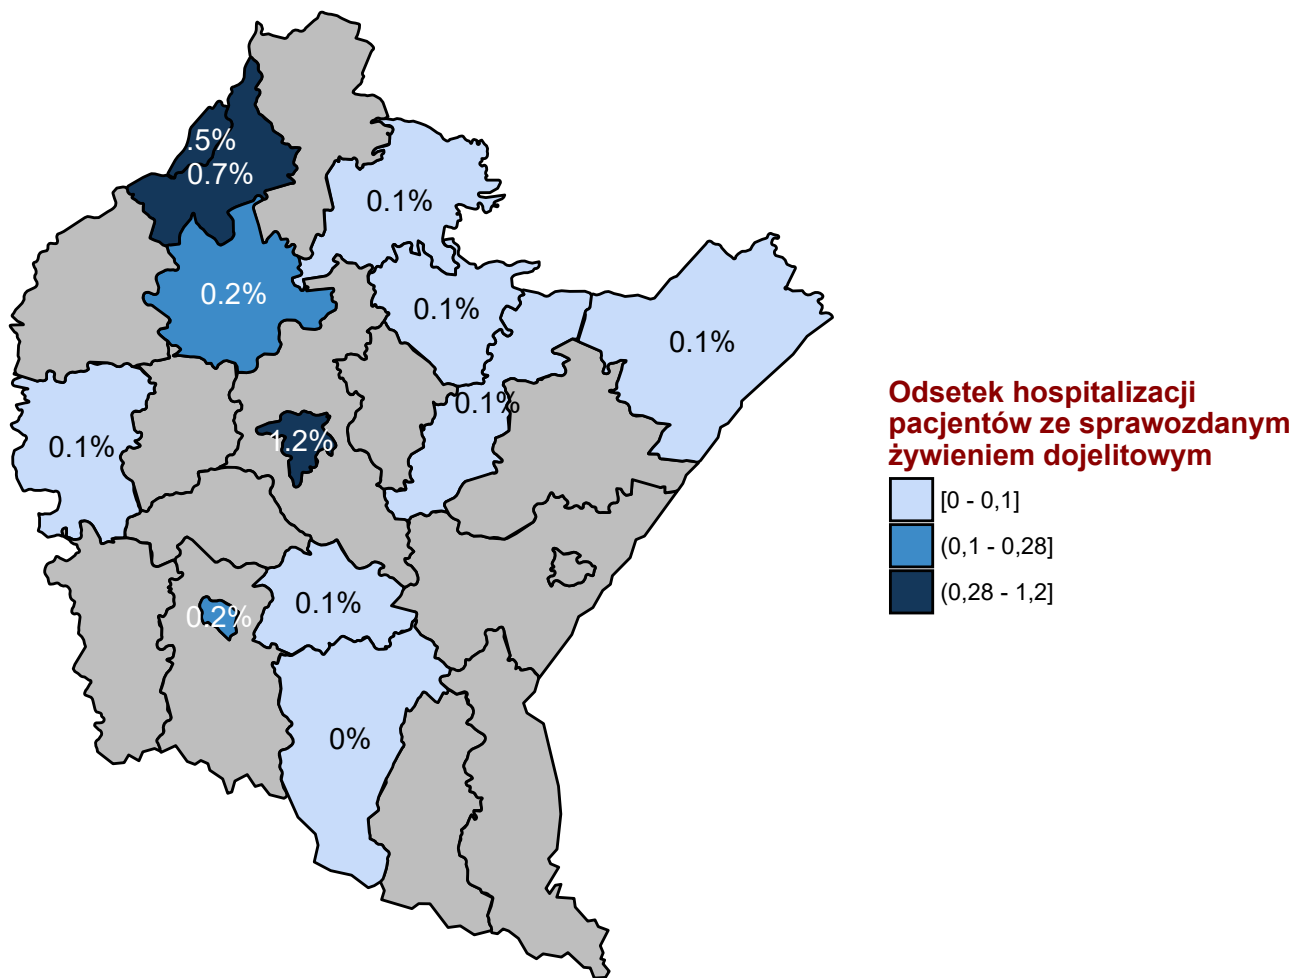 .5%
0.7%
0.1%
0.2%
0.1%
0.1%
0.1%
0.1%
1.2%
0.1%
0.2%
0%
Odsetek hospitalizacji
pacjentów ze sprawozdanym
żywieniem dojelitowym
[0 - 0,1]
(0,1 - 0,28]
(0,28 - 1,2]